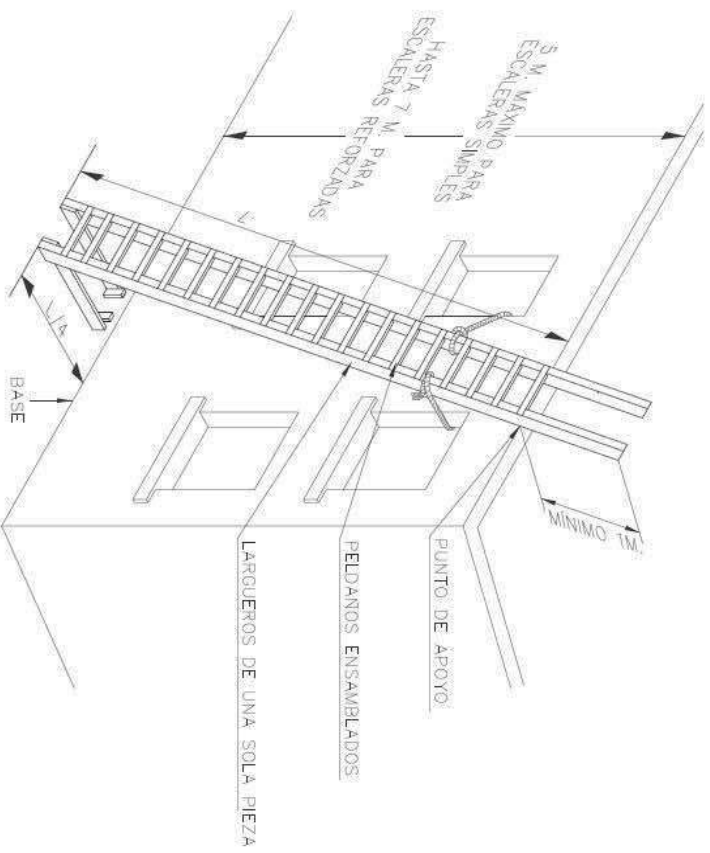 5 M. MAXIMO PARA
ESCALERAS SIMPLES
HASTA 7 M. PARA
ESCALERAS REFORZADAS
L
L/4
BASE
MÍNIMO 1M.
PUNTO DE APOYO
PELDAÑOS ENSAMBLADOS
LARGUEROS DE UNA SOLA PIEZA